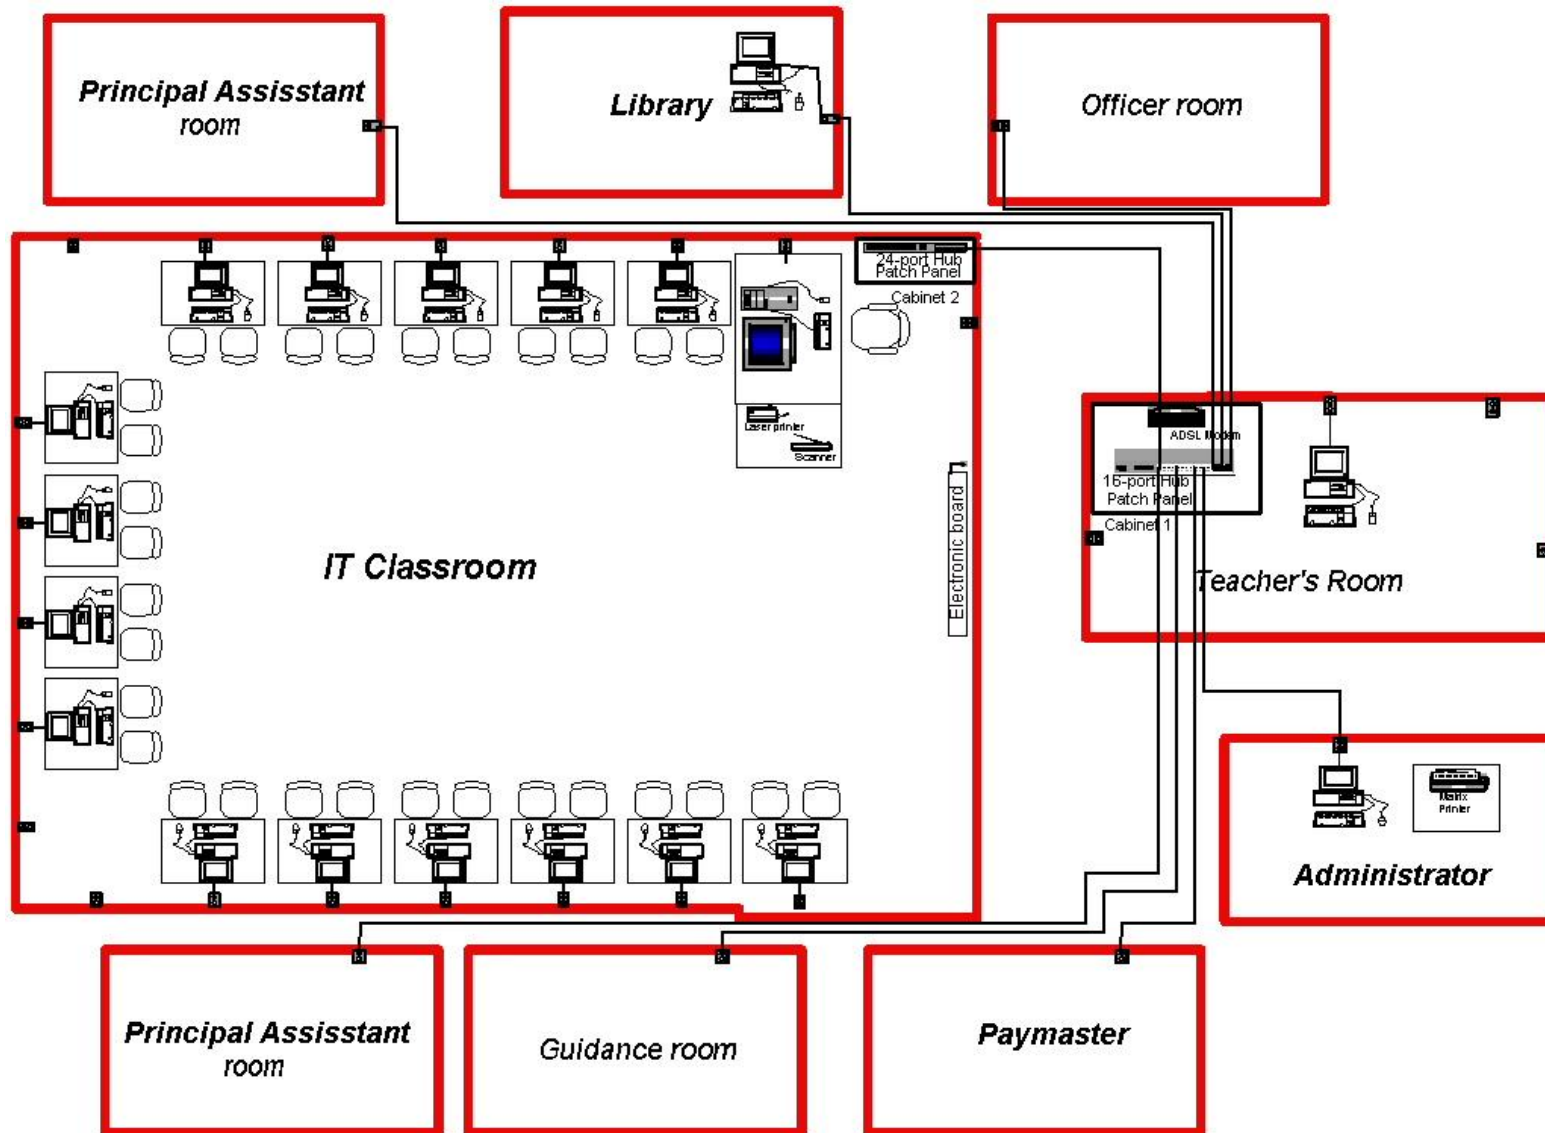 Principal Assisstant
room
Library
Officer room
24-port Hub
Patch Panel
Cabinet 2
Laser printer
Scanner
ADSL Modem
16-port Hub
Patch Panel
Cabinet 1
Electronic board
IT Classroom
Teacher's Room
Matrix
Printer
Administrator
Principal Assisstant
room
Guidance room
Paymaster